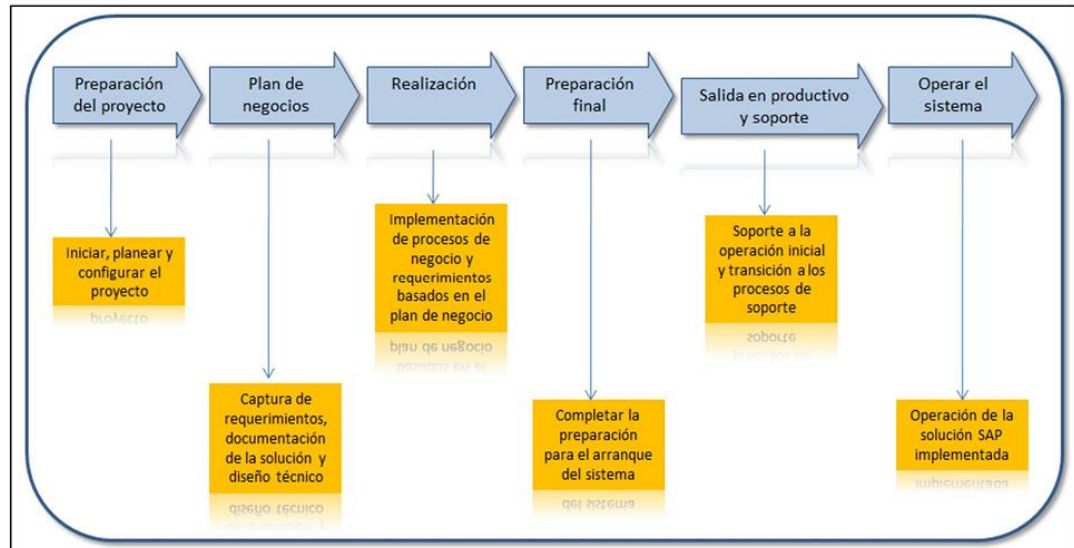 Preparación
del proyecto
Plan de
negocios
Realización
Preparación
final
Salida en productivo
y soporte
Operar el
sistema
Iniciar, planear y
configurar el
proyecto
Captura de
requerimientos,
documentación
de la solución y
diseño técnico
Implementación
de procesos de
negocio y
requerimientos
basados en el
plan de negocio
Completar la
preparación
para el arranque
del sistema
Soporte a la
operación inicial
y transición a los
procesos de
soporte
Operación de la
solución SAP
implementada